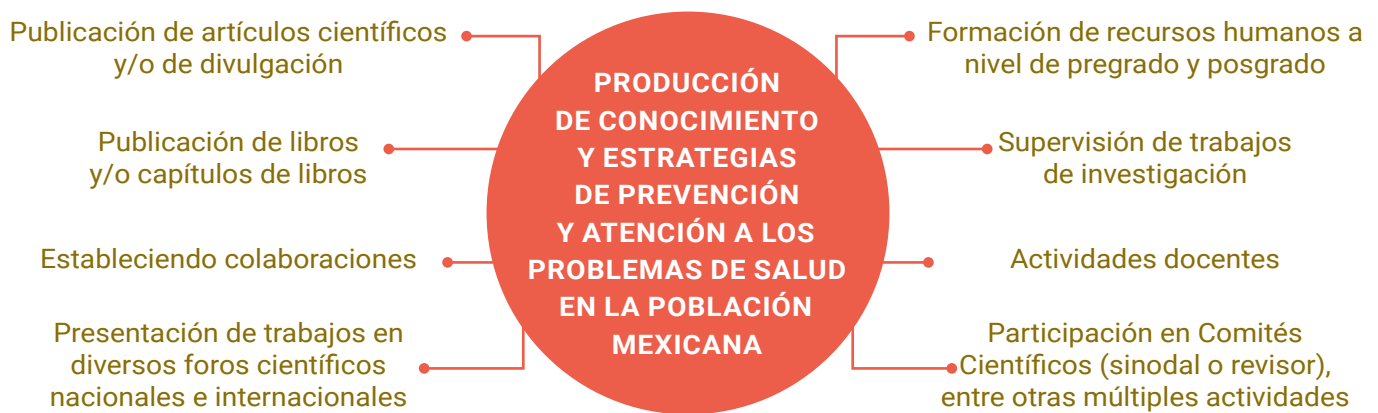 Publicación de artículos científicos
y/o de divulgación
Publicación de libros
y/o capítulos de libros
Estableciendo colaboraciones
Presentación de trabajos en
diversos foros científicos
nacionales e internacionales
PRODUCCIÓN
DE CONOCIMIENTO
Y ESTRATEGIAS
DE PREVENCIÓN
Y ATENCIÓN A LOS
PROBLEMAS DE SALUD
EN LA POBLACIÓN
MEXICANA
Formación de recursos humanos a
nivel de pregrado y posgrado
Supervisión de trabajos
de investigación
Actividades docentes
Participación en Comités
Científicos (sinodal o revisor),
entre otras múltiples actividades